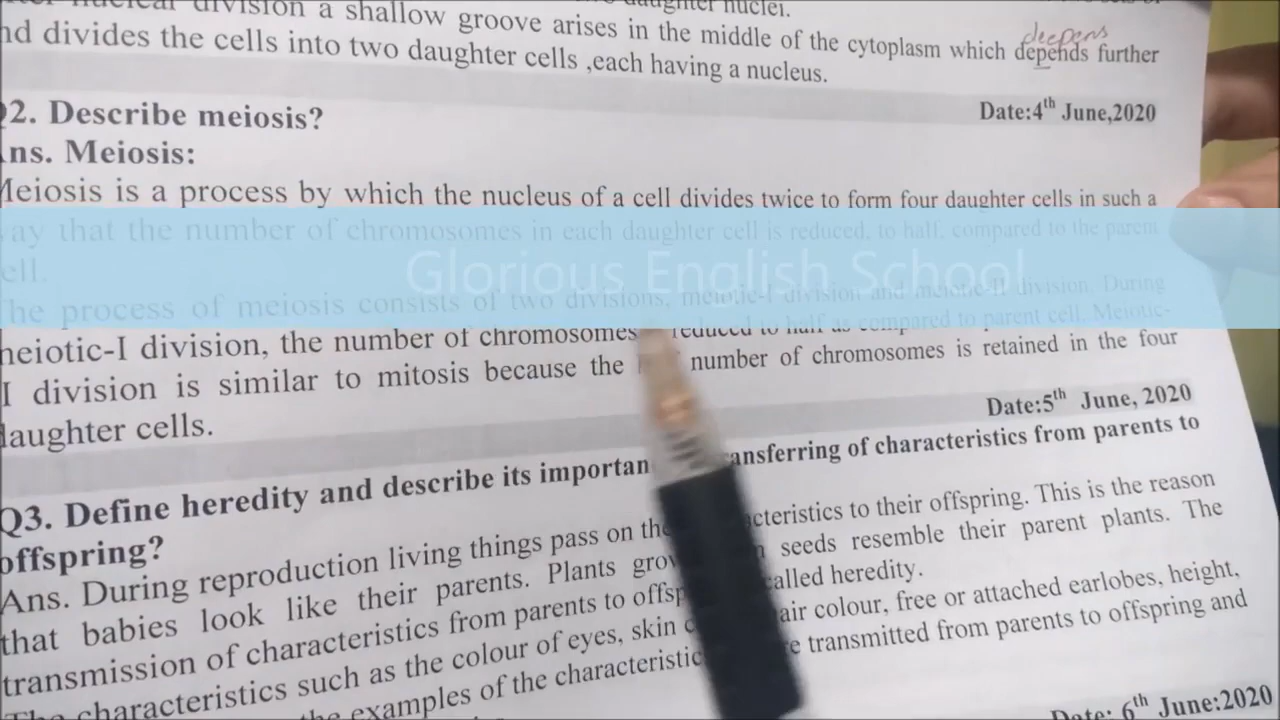 division a shallow groove arises in the middle of the cytoplasm which depends further
deepens
nd divides the cells into two daughter cells ,each having a nucleus.
Date:4th June,2020
2. Describe meiosis?
ns. Meiosis:
Meiosis is a process by which the nucleus of a cell divides twice to form four daughter cells in such a
ay that the number of chromosomes in each daughter cell is reduced, to half, compared to the parent
ell.
Glorious English School
he process of meiosis consists of two divisions, meiotic-I division and meiotic-II division. During
neiotic-I division, the number of chromosomes reduced to half as compared to parent cell. Meiotic-
I division is similar to mitosis because the number of chromosomes is retained in the four
daughter cells.
Date:5th June, 2020
Q3. Define heredity and describe its importan ansferring of characteristics from parents to
offspring?
Ans. During reproduction living things pass on the acteristics to their offspring. This is the reason
that babies look like their parents. Plants grow seeds resemble their parent plants. The
transmission of characteristics from parents to offsp called heredity.
characteristics such as the colour of eyes, skin c air colour, free or attached earlobes, height,
examples of the characteristic e transmitted from parents to offspring and
Date: 6th June:2020